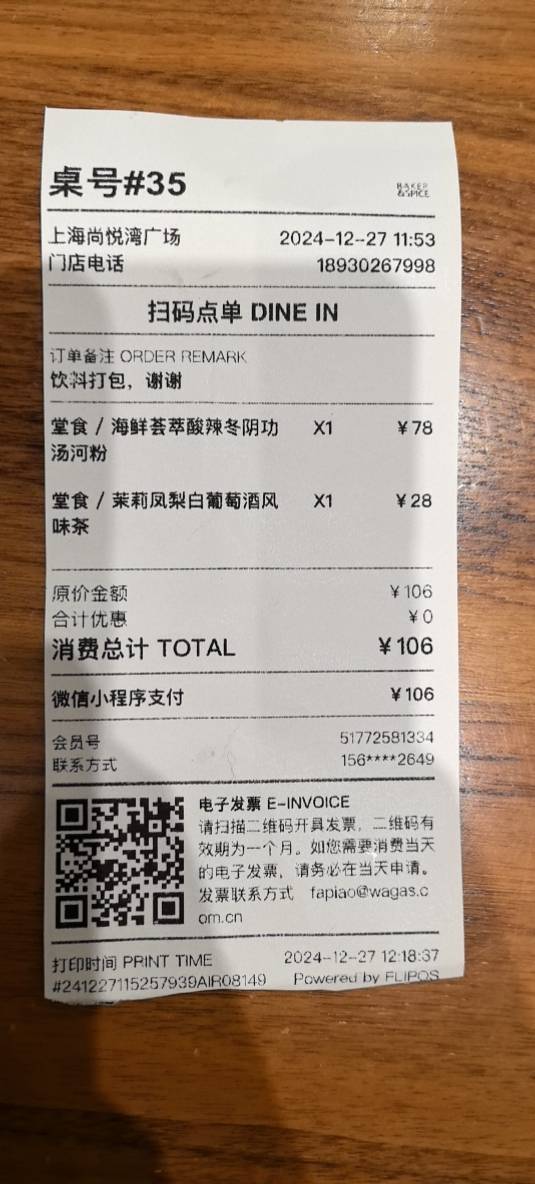 桌号#35
BAKER
&SPICE
上海尚悦湾广场 2024-12-27 11:53
门店电话 18930267998
扫码点单 DINE IN
订单备注 ORDER REMARK
饮料打包，谢谢
堂食 / 海鲜荟萃酸辣冬阴功 X1 ¥78
汤河粉
堂食 / 茉莉凤梨白葡萄酒风 X1 ¥28
味茶
原价金额 ¥106
合计优惠 ¥0
消费总计 TOTAL ¥106
微信小程序支付 ¥106
会员号 51772581334
联系方式 156****2649
电子发票 E-INVOICE
请扫描二维码开具发票，二维码有
效期为一个月。如您需要消费当天
的电子发票，请务必在当天申请。
发票联系方式 fapiao@wagas.c
om.cn
打印时间 PRINT TIME 2024-12-27 12:18:37
#241227115257939AIR08149 Powered by FLIPOS